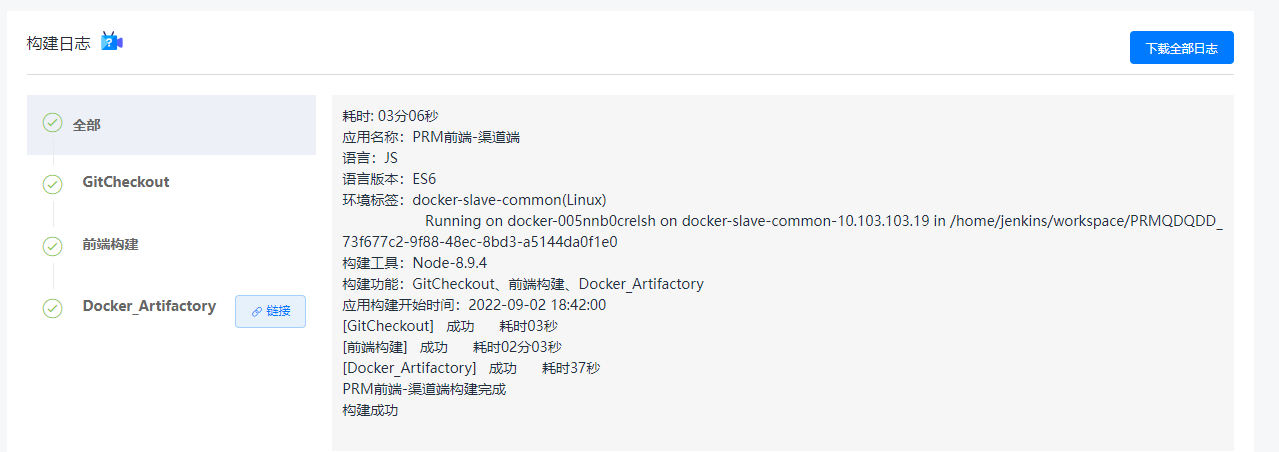 构建日志
下载全部日志
全部
GitCheckout
前端构建
Docker_Artifactory
链接
耗时: 03分06秒
应用名称：PRM前端-渠道端
语言：JS
语言版本：ES6
环境标签：docker-slave-common(Linux)
Running on docker-005nnb0crelsh on docker-slave-common-10.103.103.19 in /home/jenkins/workspace/PRMQDQDD_
73f677c2-9f88-48ec-8bd3-a5144da0f1e0
构建工具：Node-8.9.4
构建功能：GitCheckout、前端构建、Docker_Artifactory
应用构建开始时间：2022-09-02 18:42:00
[GitCheckout] 成功 耗时03秒
[前端构建] 成功 耗时02分03秒
[Docker_Artifactory] 成功 耗时37秒
PRM前端-渠道端构建完成
构建成功